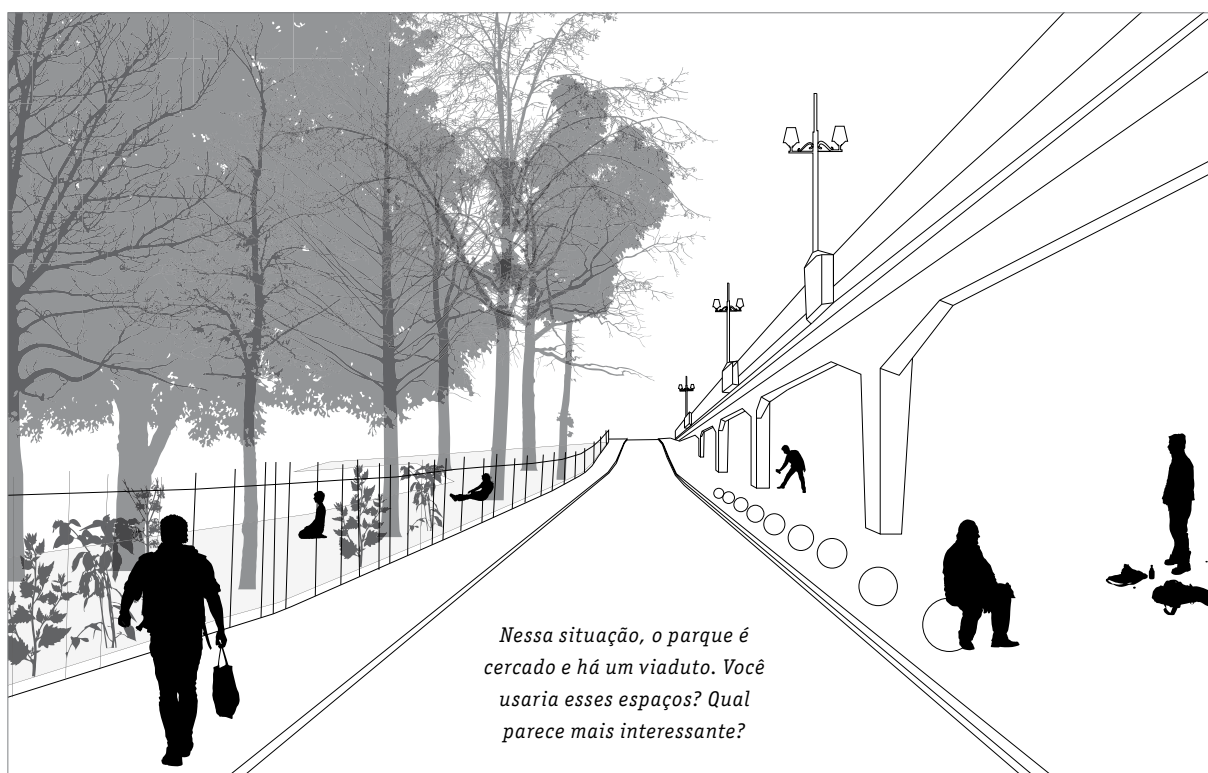 Nessa situação, o parque é
cercado e há um viaduto. Você
usaria esses espaços? Qual
parece mais interessante?